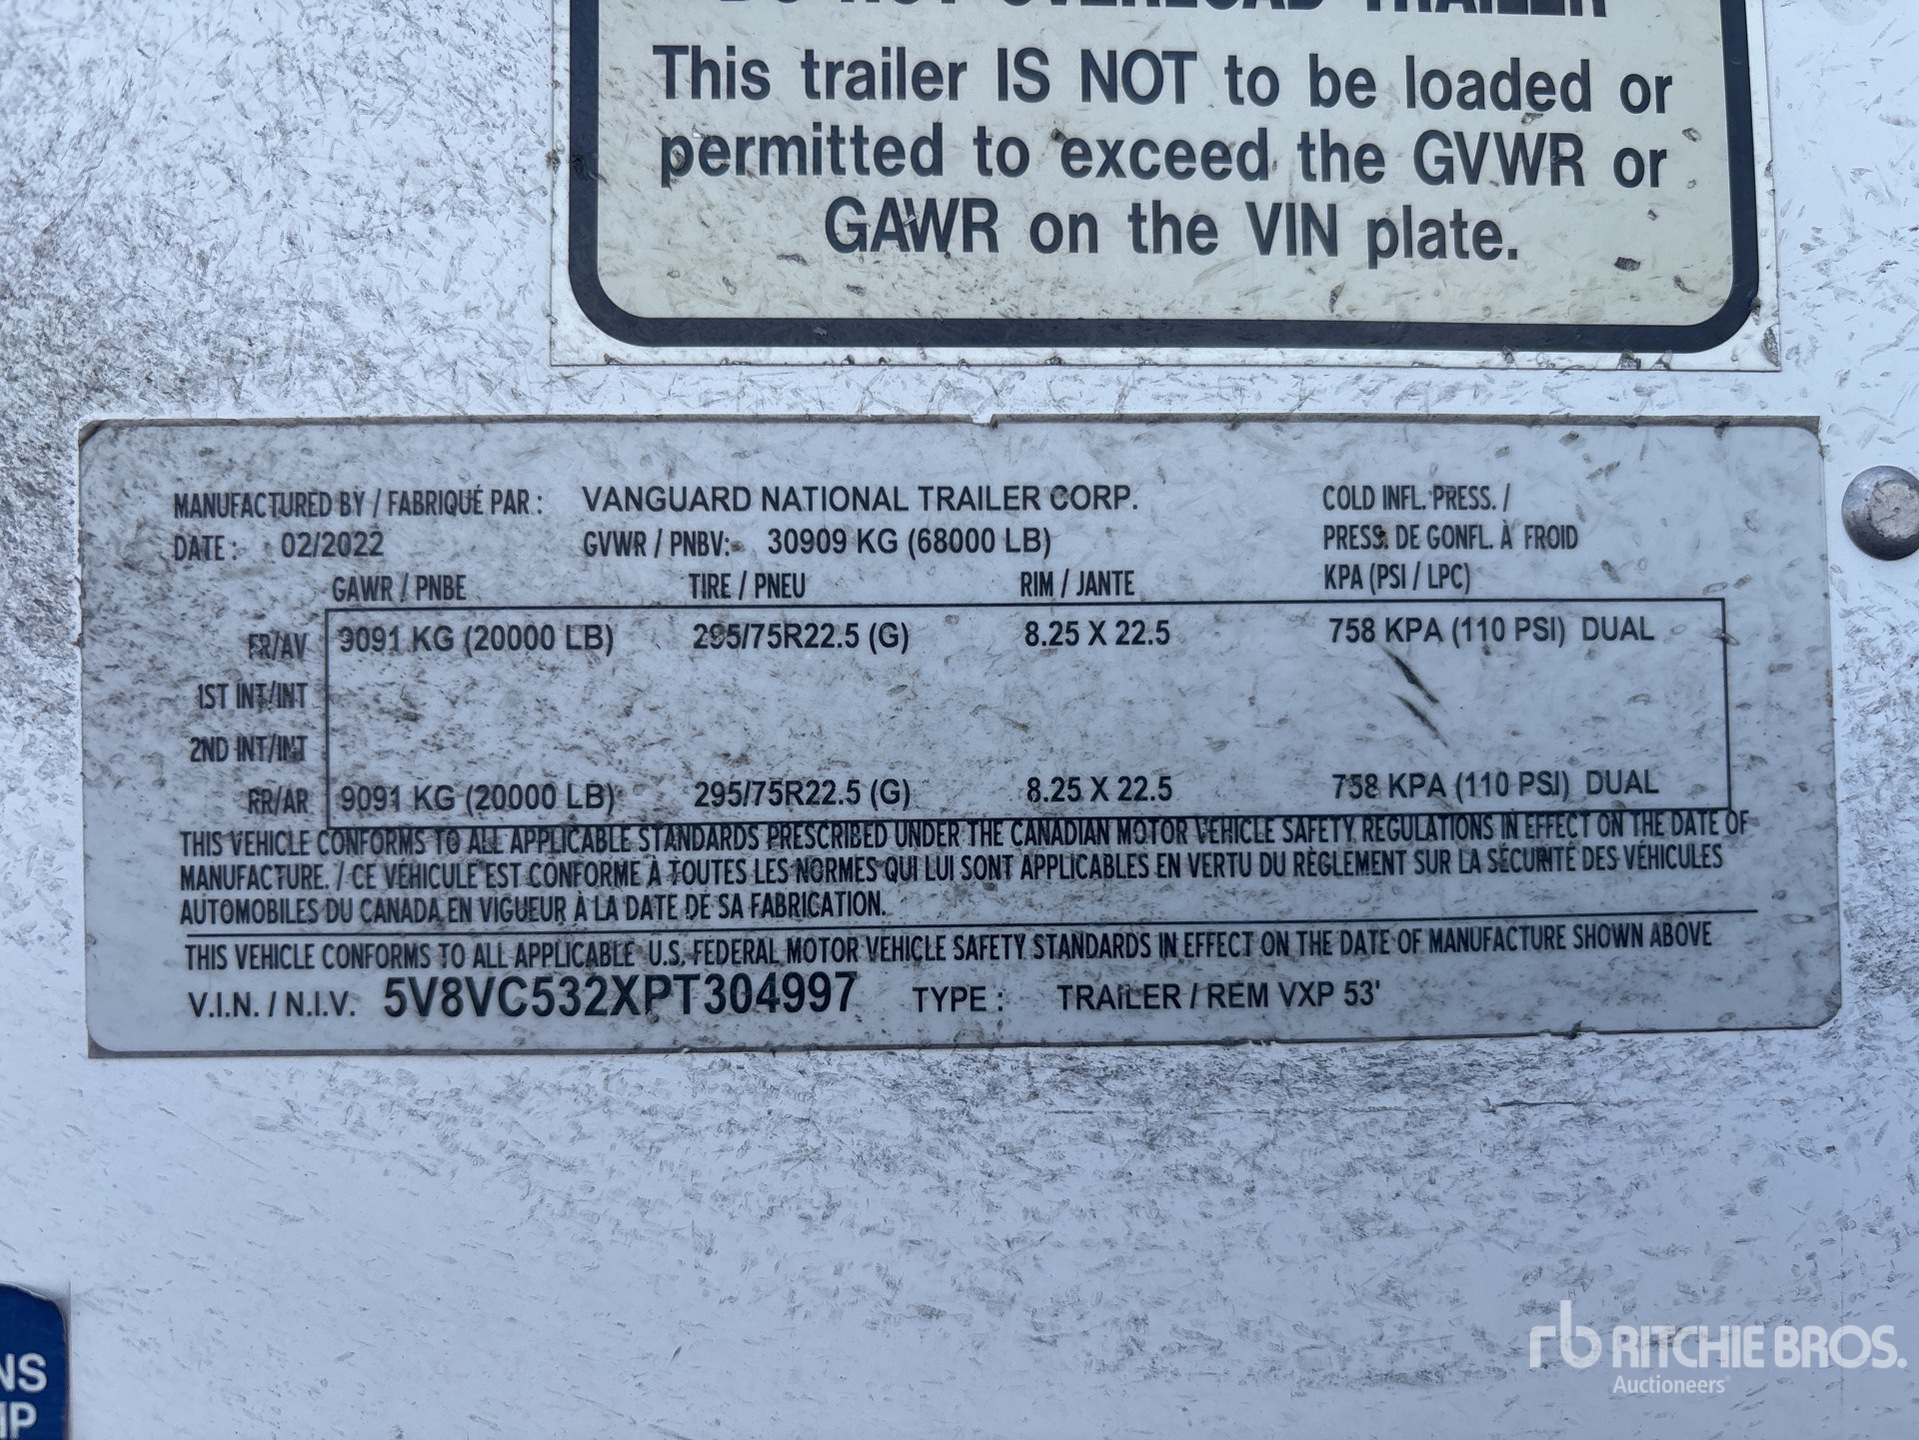 DO NOT OVERLOAD TRAILER
This trailer IS NOT to be loaded or
permitted to exceed the GVWR or
GAWR on the VIN plate.
MANUFACTURED BY / FABRIQUÉ PAR : VANGUARD NATIONAL TRAILER CORP. COLD INFL. PRESS. /
DATE : 02/2022 GVWR / PNBV: 30909 KG (68000 LB) PRESS. DE GONFL. À FROID
GAWR / PNBE TIRE / PNEU RIM / JANTE KPA (PSI / LPC)
FR/AV 9091 KG (20000 LB) 295/75R22.5 (G) 8.25 X 22.5 758 KPA (110 PSI) DUAL
1ST INT/INT
2ND INT/INT
RR/AR 9091 KG (20000 LB) 295/75R22.5 (G) 8.25 X 22.5 758 KPA (110 PSI) DUAL
THIS VEHICLE CONFORMS TO ALL APPLICABLE STANDARDS PRESCRIBED UNDER THE CANADIAN MOTOR VEHICLE SAFETY REGULATIONS IN EFFECT ON THE DATE OF
MANUFACTURE. / CE VÉHICULE EST CONFORME À TOUTES LES NORMES QUI LUI SONT APPLICABLES EN VERTU DU RÈGLEMENT SUR LA SÉCURITÉ DES VÉHICULES
AUTOMOBILES DU CANADA EN VIGUEUR À LA DATE DE SA FABRICATION.
THIS VEHICLE CONFORMS TO ALL APPLICABLE U.S. FEDERAL MOTOR VEHICLE SAFETY STANDARDS IN EFFECT ON THE DATE OF MANUFACTURE SHOWN ABOVE
V.I.N. / N.I.V. 5V8VC532XPT304997 TYPE : TRAILER / REM VXP 53'
NS
IP
rb RITCHIE BROS.
Auctioneers